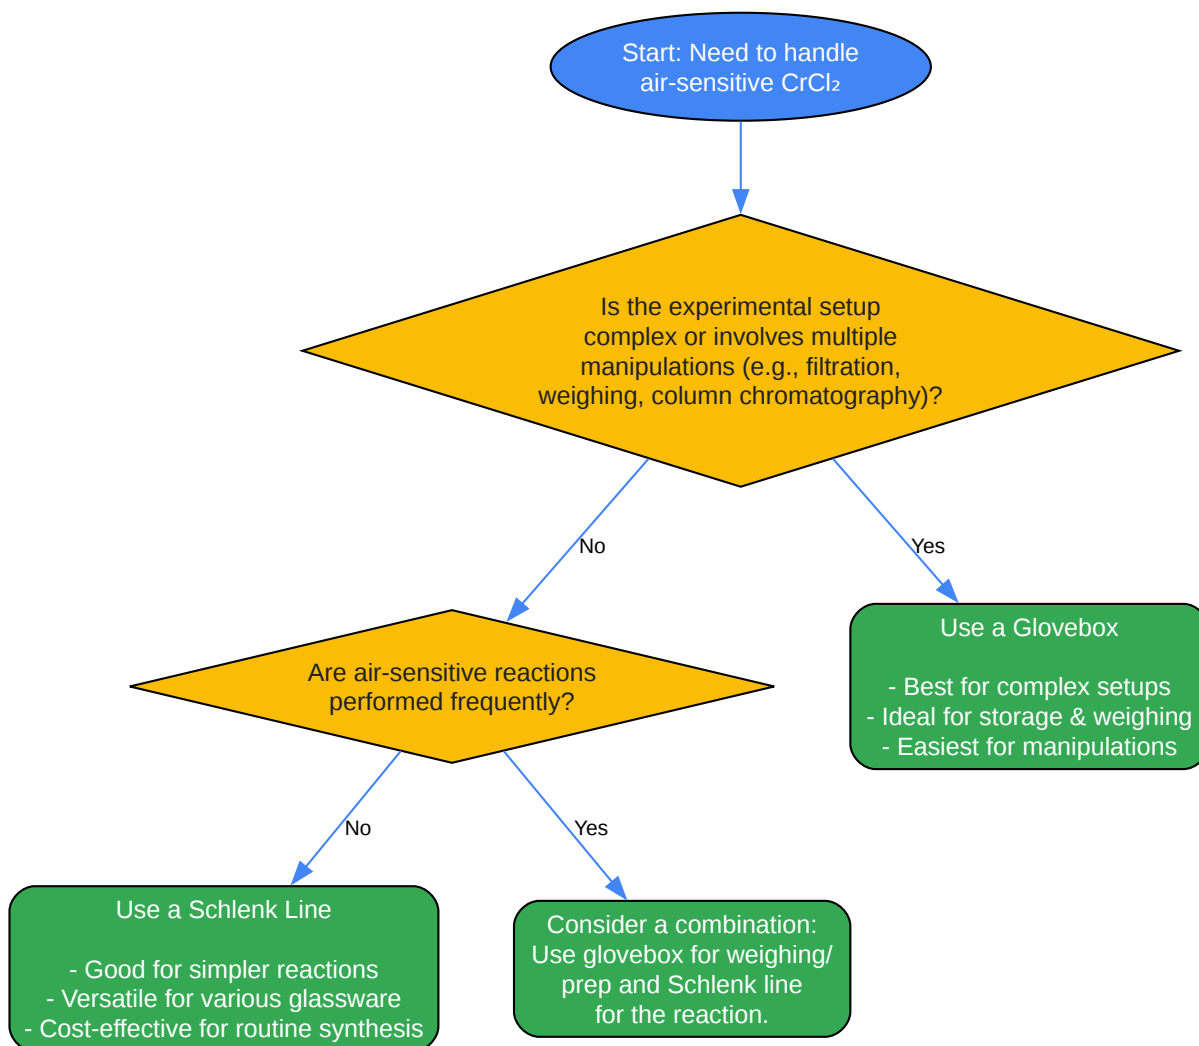 Start: Need to handle
air-sensitive CrCl₂
Is the experimental setup
complex or involves multiple
manipulations (e.g., filtration,
weighing, column chromatography)?
No
Yes
Are air-sensitive reactions
performed frequently?
Use a Glovebox
- Best for complex setups
- Ideal for storage & weighing
- Easiest for manipulations
No
Yes
Use a Schlenk Line
- Good for simpler reactions
- Versatile for various glassware
- Cost-effective for routine synthesis
Consider a combination:
Use glovebox for weighing/
prep and Schlenk line
for the reaction.